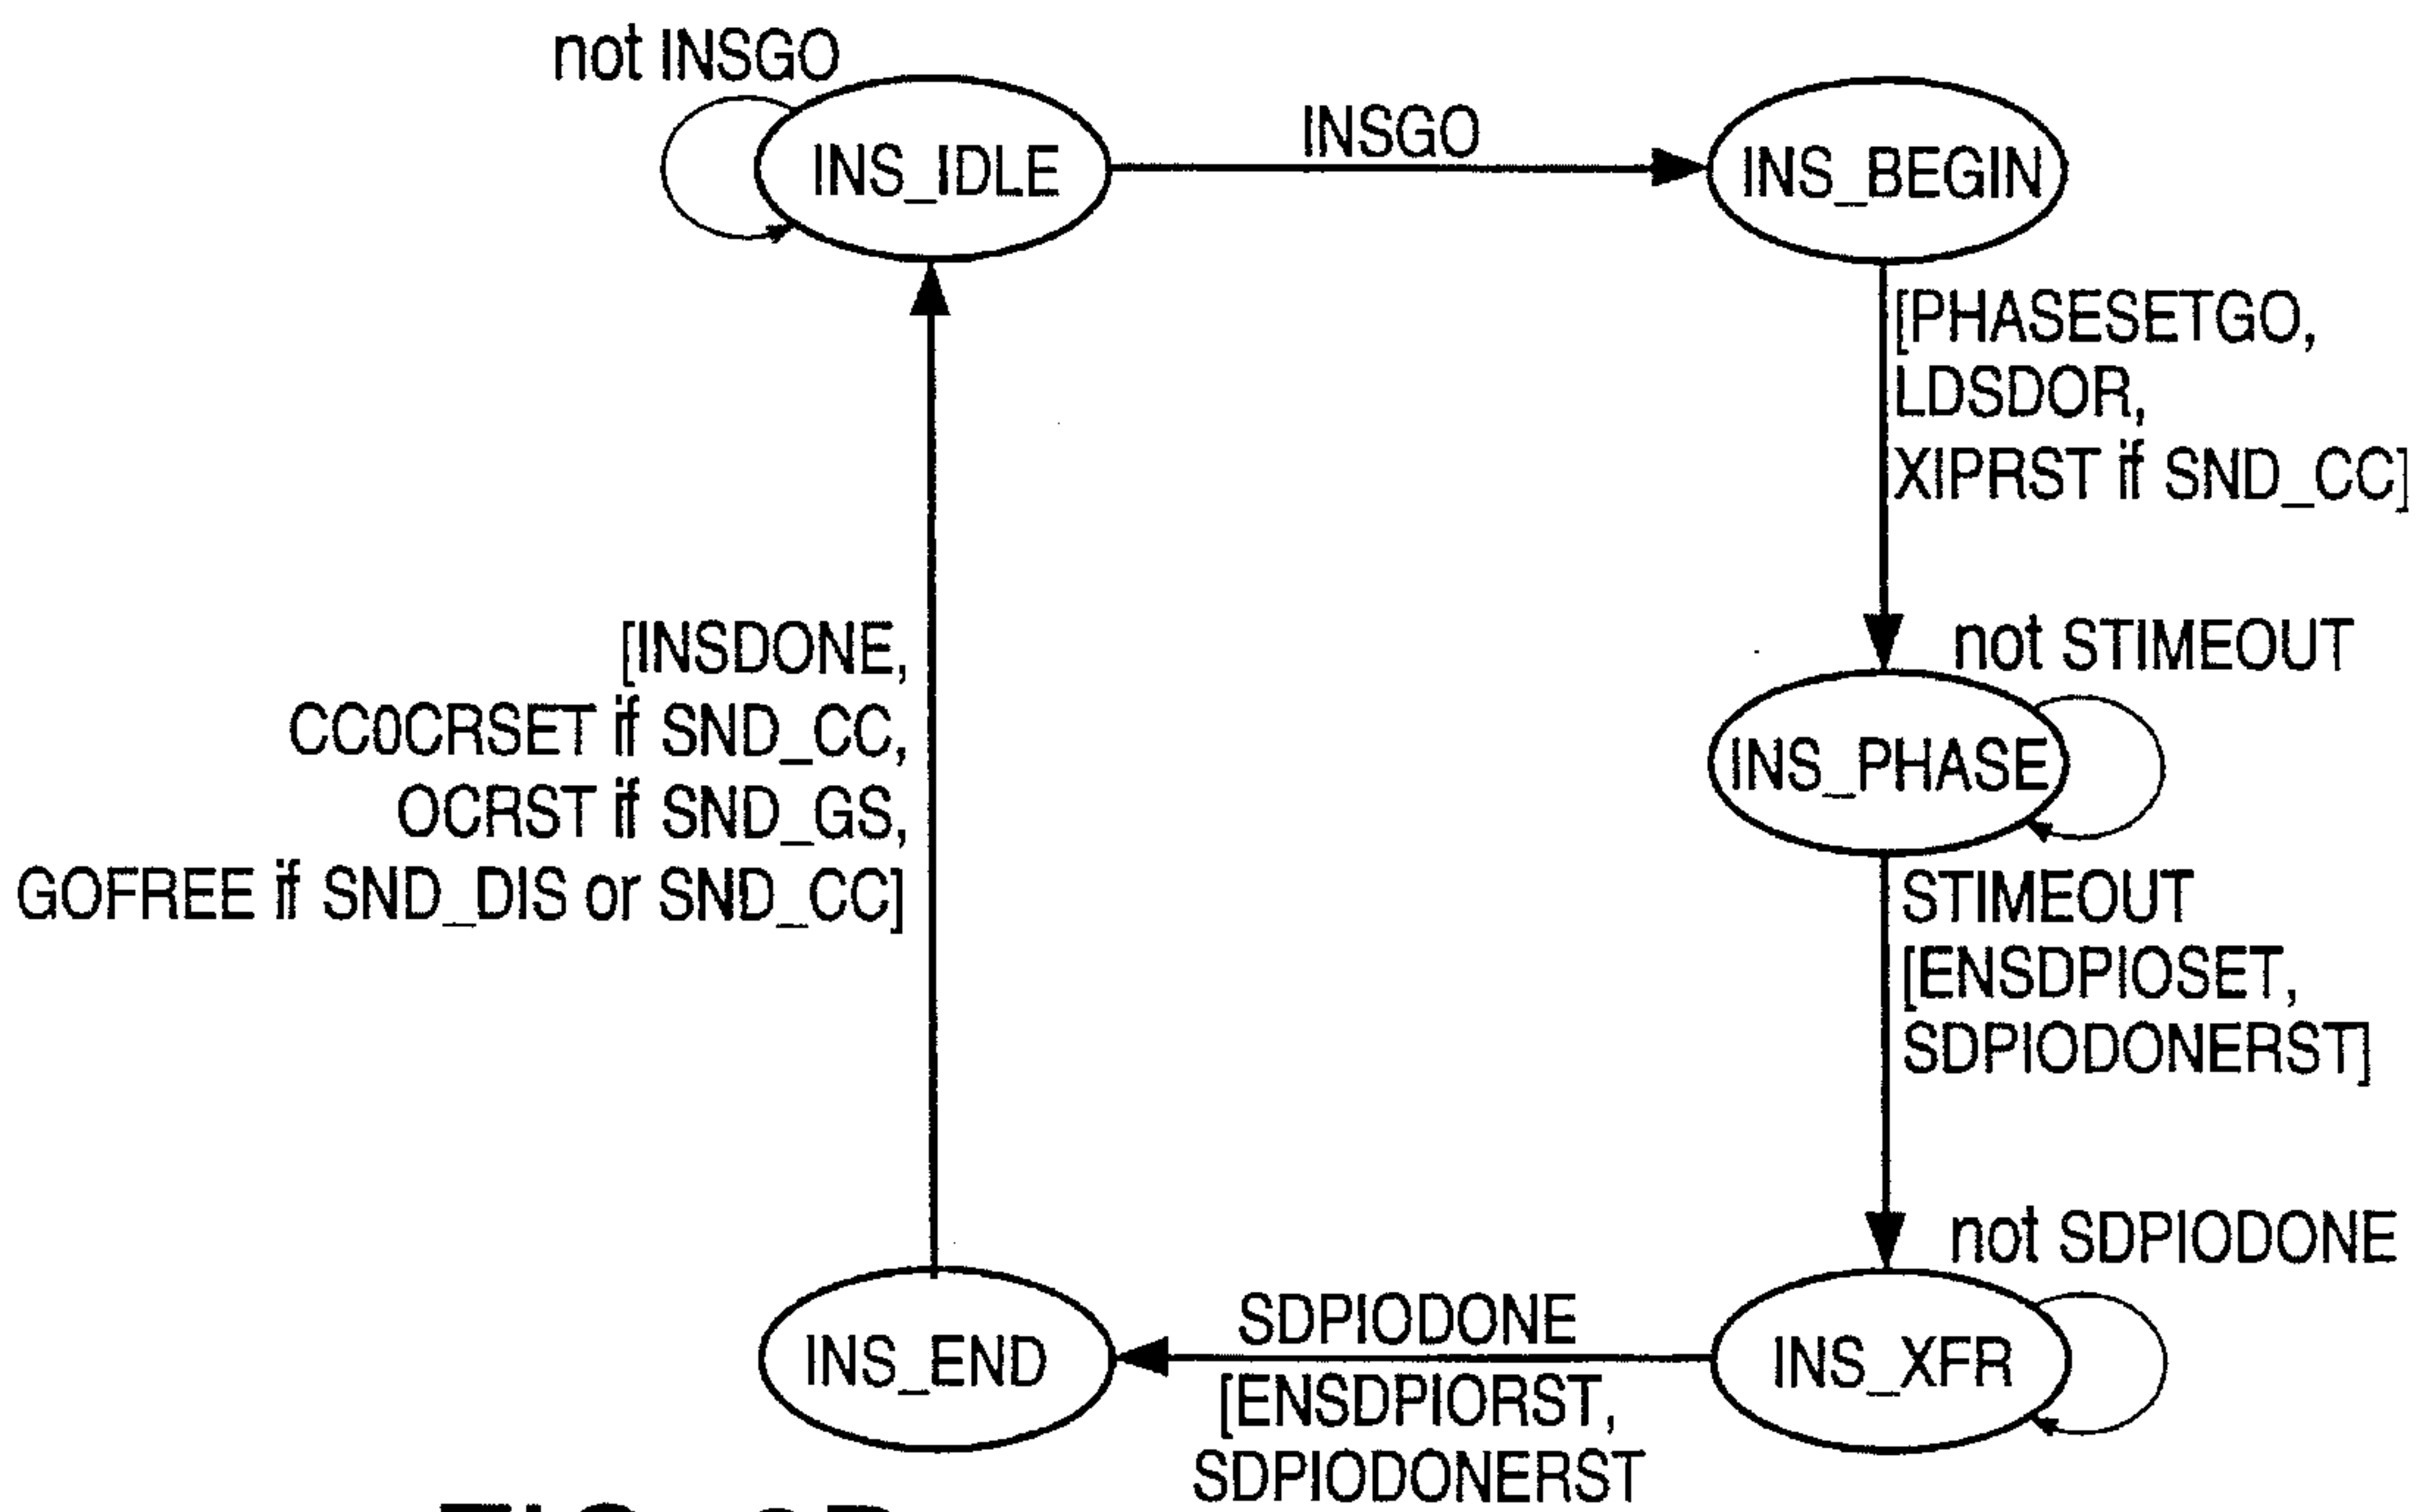 not INSGO
INS_IDLE
INSGO
INS_BEGIN
[PHASESETGO,
LDSDOR,
XIPRST if SND_CC]
not STIMEOUT
INS_PHASE
[INSDONE,
CC0CRSET if SND_CC,
OCRST if SND_GS,
GOFREE if SND_DIS or SND_CC]
STIMEOUT
[ENSDPIOSET,
SDPIODONERST]
not SDPIODONE
INS_XFR
SDPIODONE
[ENSDPIORST,
SDPIODONERST
INS_END